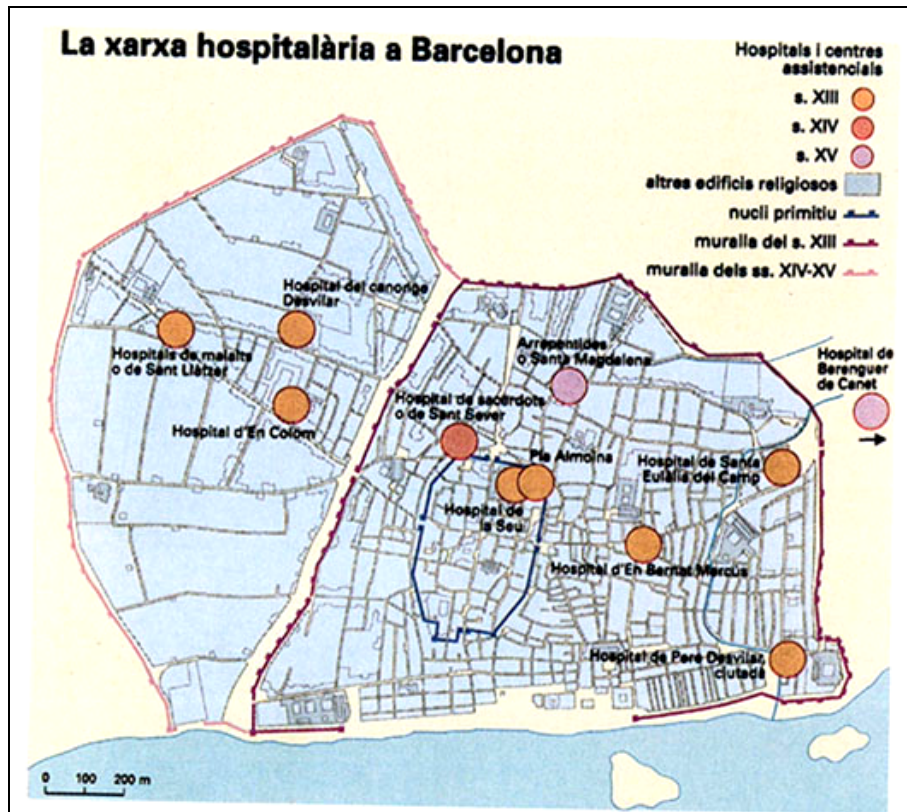 La xarxa hospitalària a Barcelona
Hospitals i centres
assistencials
s. XIII
s. XIV
s. XV
altres edificis religiosos
nucli primitiu
muralla del s. XIII
muralla dels ss. XIV-XV
Hospital del canonge
Desvilar
Hospitals de malalts
o de Sant Llàtzer
Hospital d'En Colom
Arrepentides
o Santa Magdalena
Hospital de sacerdots
o de Sant Sever
Pia Almoina
Hospital de
la Seu
Hospital de Santa
Eulàlia del Camp
Hospital de
Berenguer
de Canet
Hospital d'En Bernat Marcús
Hospital de Pere Desvilar,
ciutadà
0 100 200 m